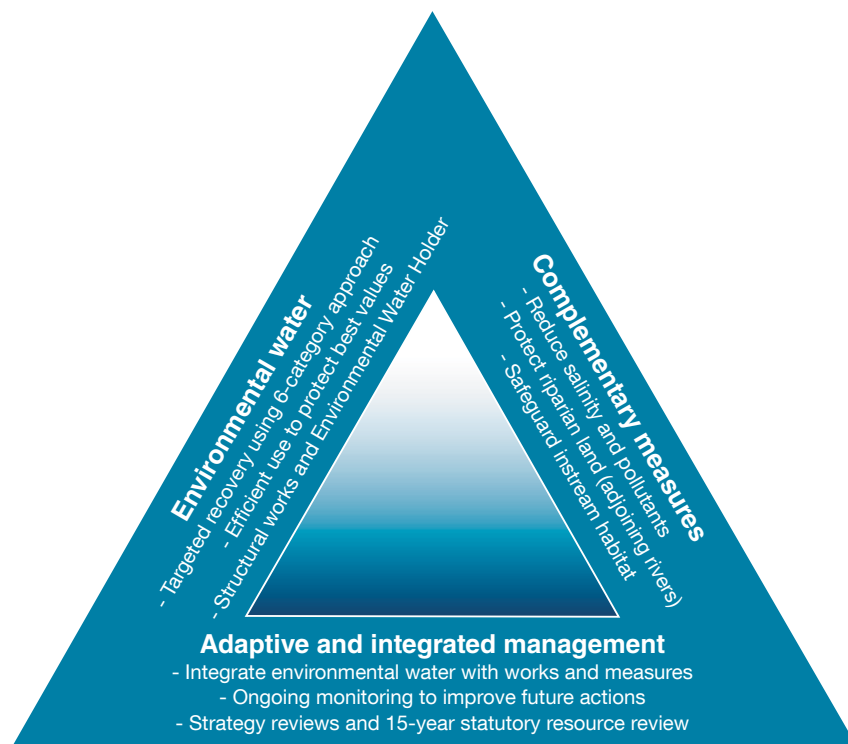 Environmental water
- Targeted recovery using 6-category approach
- Efficient use to protect best values
- Structural works and Environmental Water Holder
Complementary measures
- Reduce salinity and pollutants
- Protect riparian land (adjoining rivers)
- Safeguard instream habitat
Adaptive and integrated management
- Integrate environmental water with works and measures
- Ongoing monitoring to improve future actions
- Strategy reviews and 15-year statutory resource review